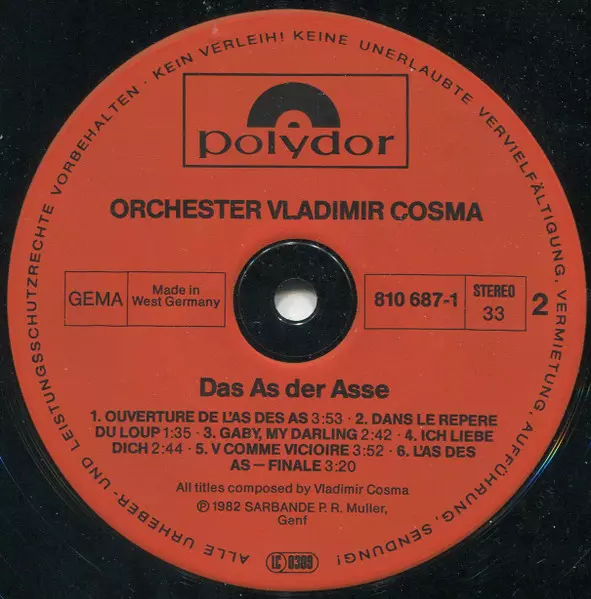 polydor
ORCHESTER VLADIMIR COSMA
GEMA
Made in
West Germany
810 687-1
STEREO
33
2
Das As der Asse
1. OUVERTURE DE L'AS DES AS 3:53 · 2. DANS LE REPERE
DU LOUP 1:35 · 3. GABY, MY DARLING 2:42 · 4. ICH LIEBE
DICH 2:44 · 5. V COMME VICIOIRE 3:52 · 6. L'AS DES
AS — FINALE 3:20
All titles composed by Vladimir Cosma
Ⓟ 1982 SARBANDE P. R. Muller,
Genf
LC 0309
ALLE URHEBER- UND LEISTUNGSSCHUTZRECHTE VORBEHALTEN · KEIN VERLEIH! KEINE UNERLAUBTE VERVIELFÄLTIGUNG, VERMIETUNG, AUFFÜHRUNG, SENDUNG!